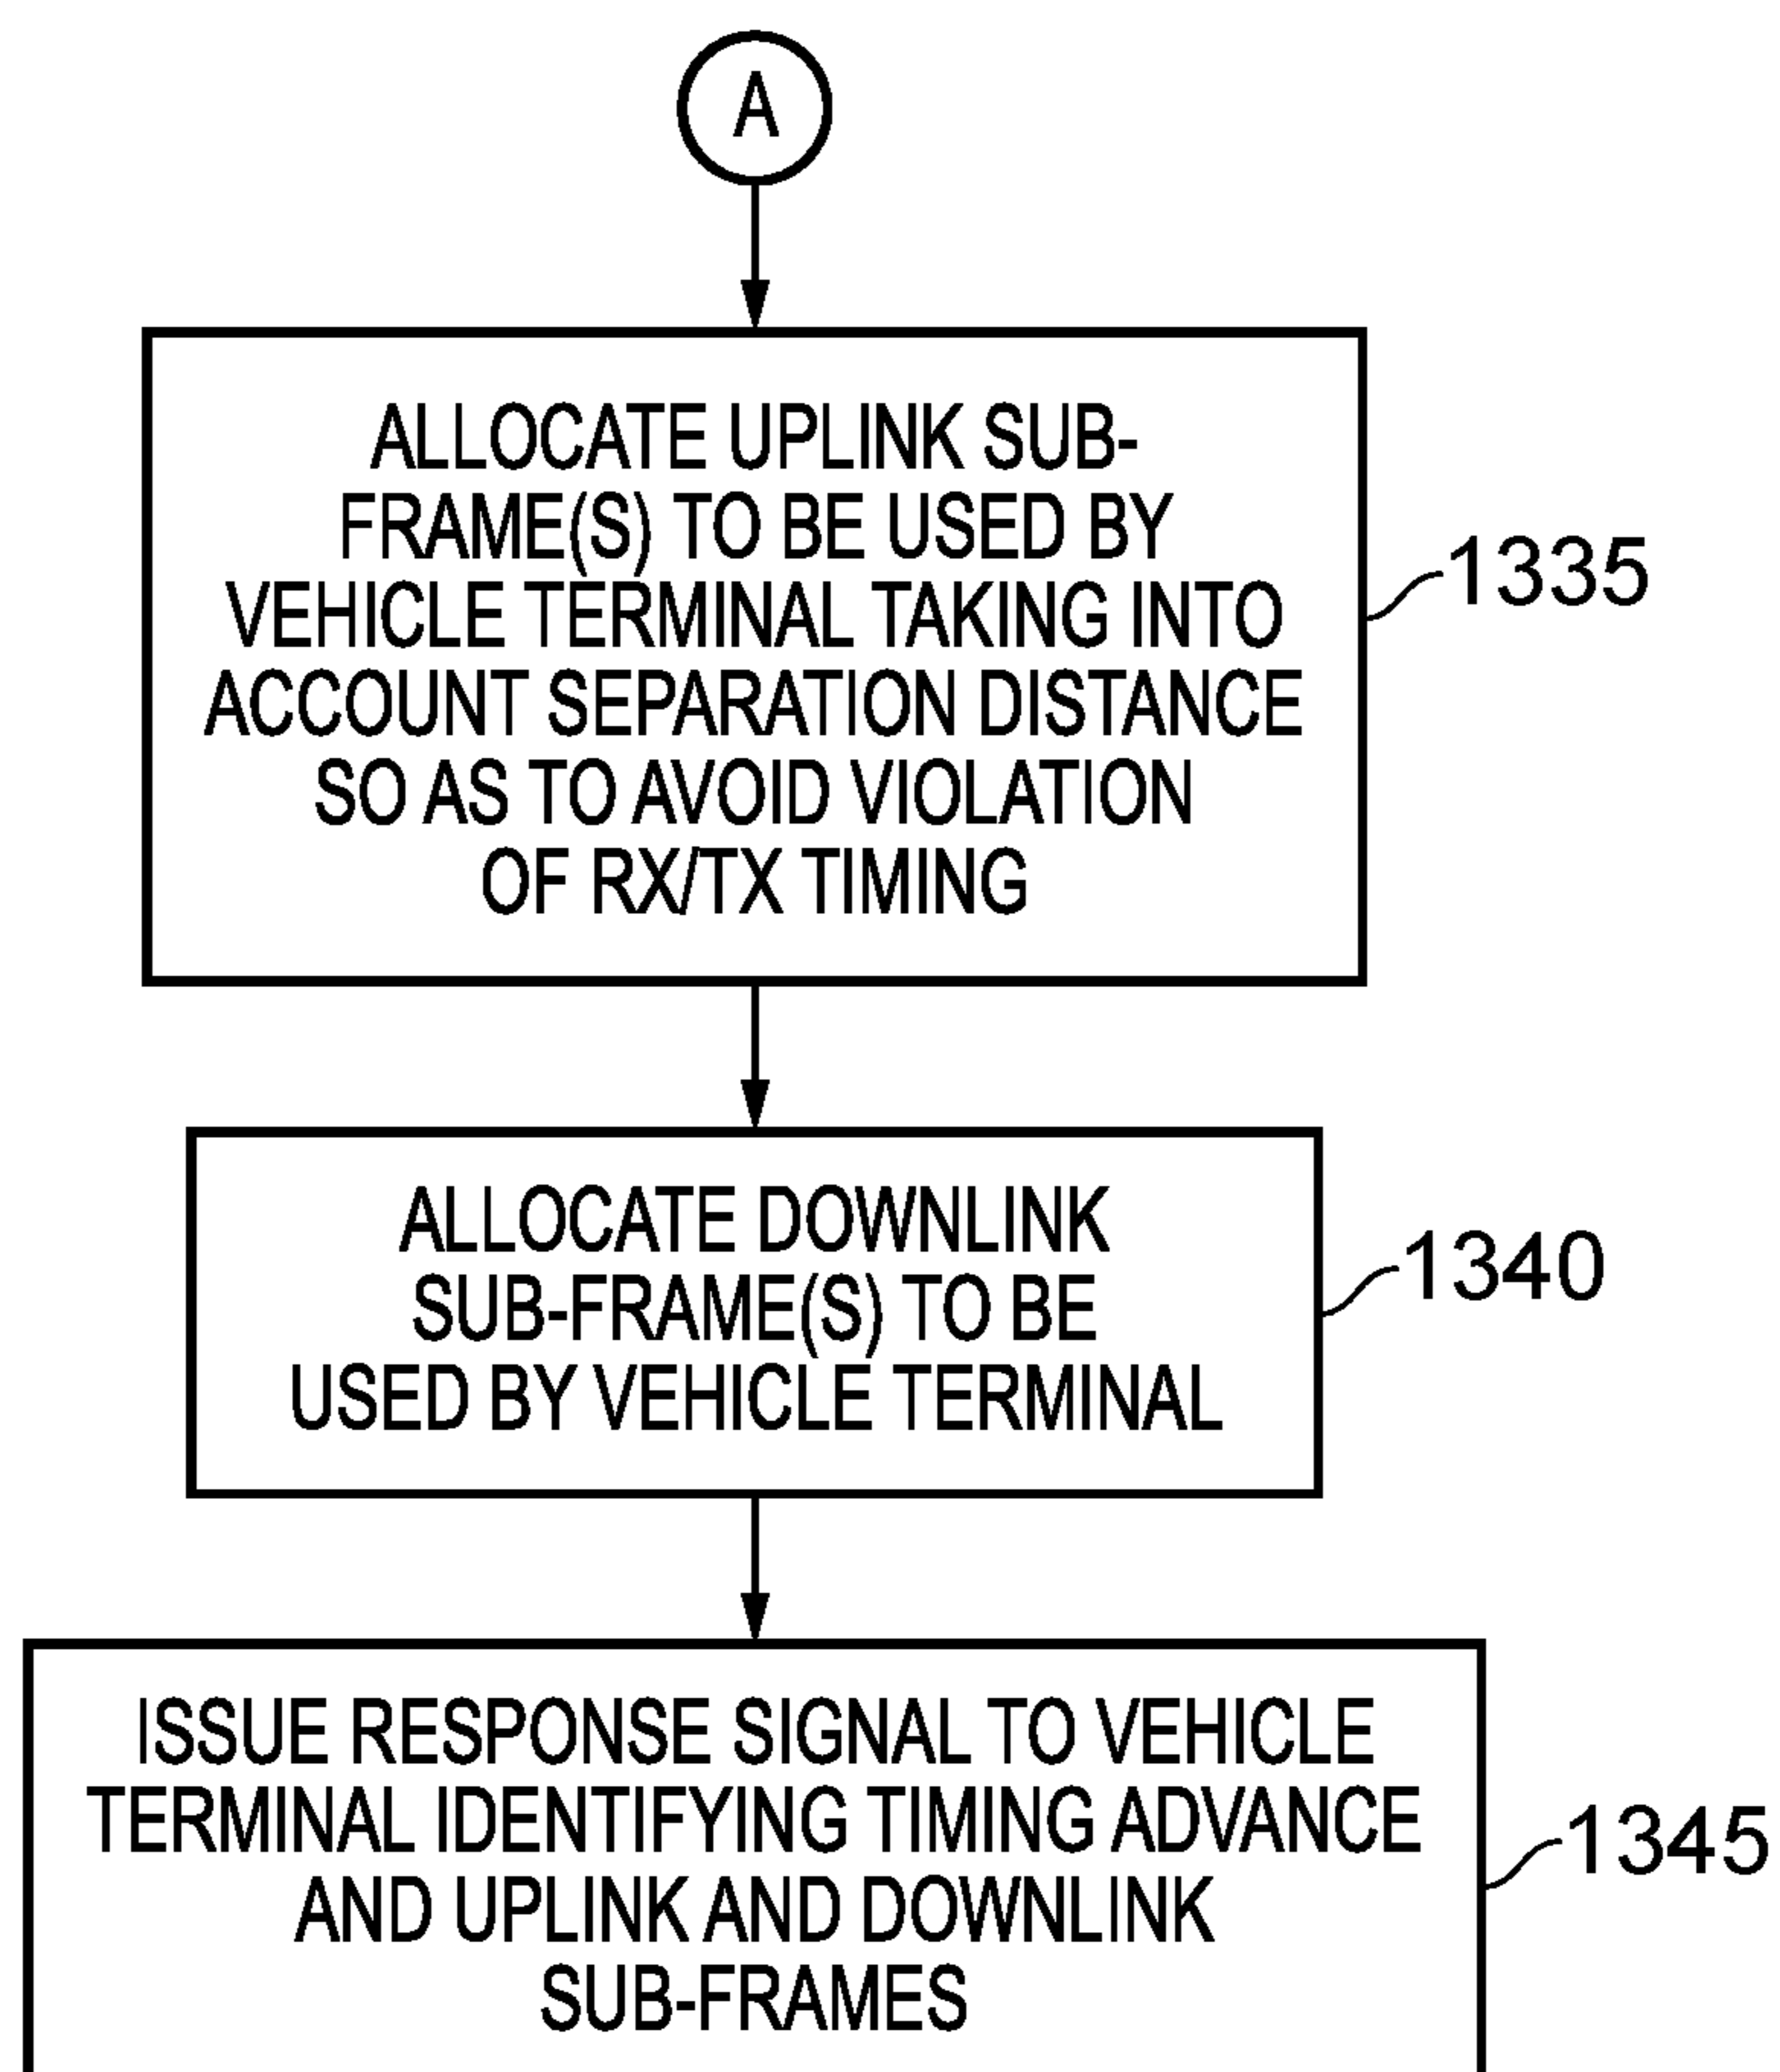 A
ALLOCATE UPLINK SUB-
FRAME(S) TO BE USED BY
VEHICLE TERMINAL TAKING INTO
ACCOUNT SEPARATION DISTANCE
SO AS TO AVOID VIOLATION
OF RX/TX TIMING
1335
ALLOCATE DOWNLINK
SUB-FRAME(S) TO BE
USED BY VEHICLE TERMINAL
1340
ISSUE RESPONSE SIGNAL TO VEHICLE
TERMINAL IDENTIFYING TIMING ADVANCE
AND UPLINK AND DOWNLINK
SUB-FRAMES
1345